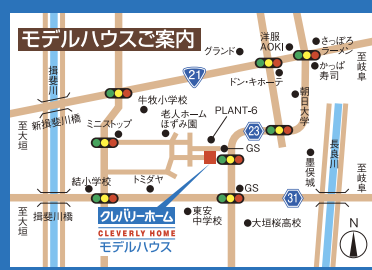 モデルハウスご案内
揖斐川
新揖斐川橋
至大垣
21
グランド
洋服
AOKI
さっぽろ
ラーメン
かっぱ
寿司
至岐阜
ドン・キホーテ
朝日大学
牛牧小学校
ミニストップ
老人ホーム
ほずみ園
PLANT-6
23
GS
墨俣城
長良川
至岐阜
結小学校
トミダヤ
GS
31
至大垣
揖斐川橋
クレバリーホーム
CLEVERLY HOME
モデルハウス
東安
中学校
大垣桜高校
N